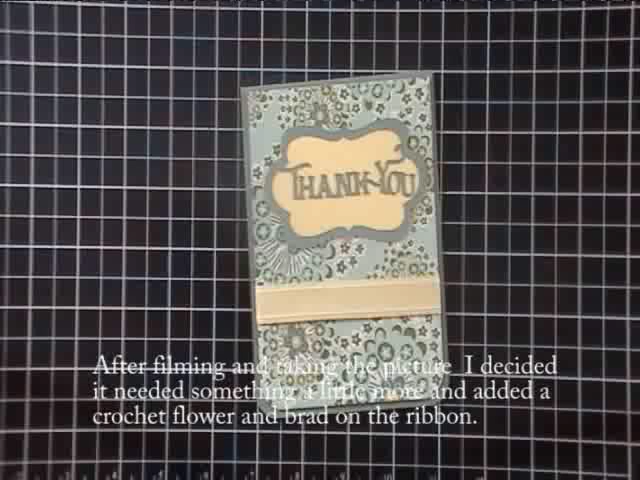 THANK YOU
After filming and taking the picture I decided
it needed something a little more and added a
crochet flower and brad on the ribbon.